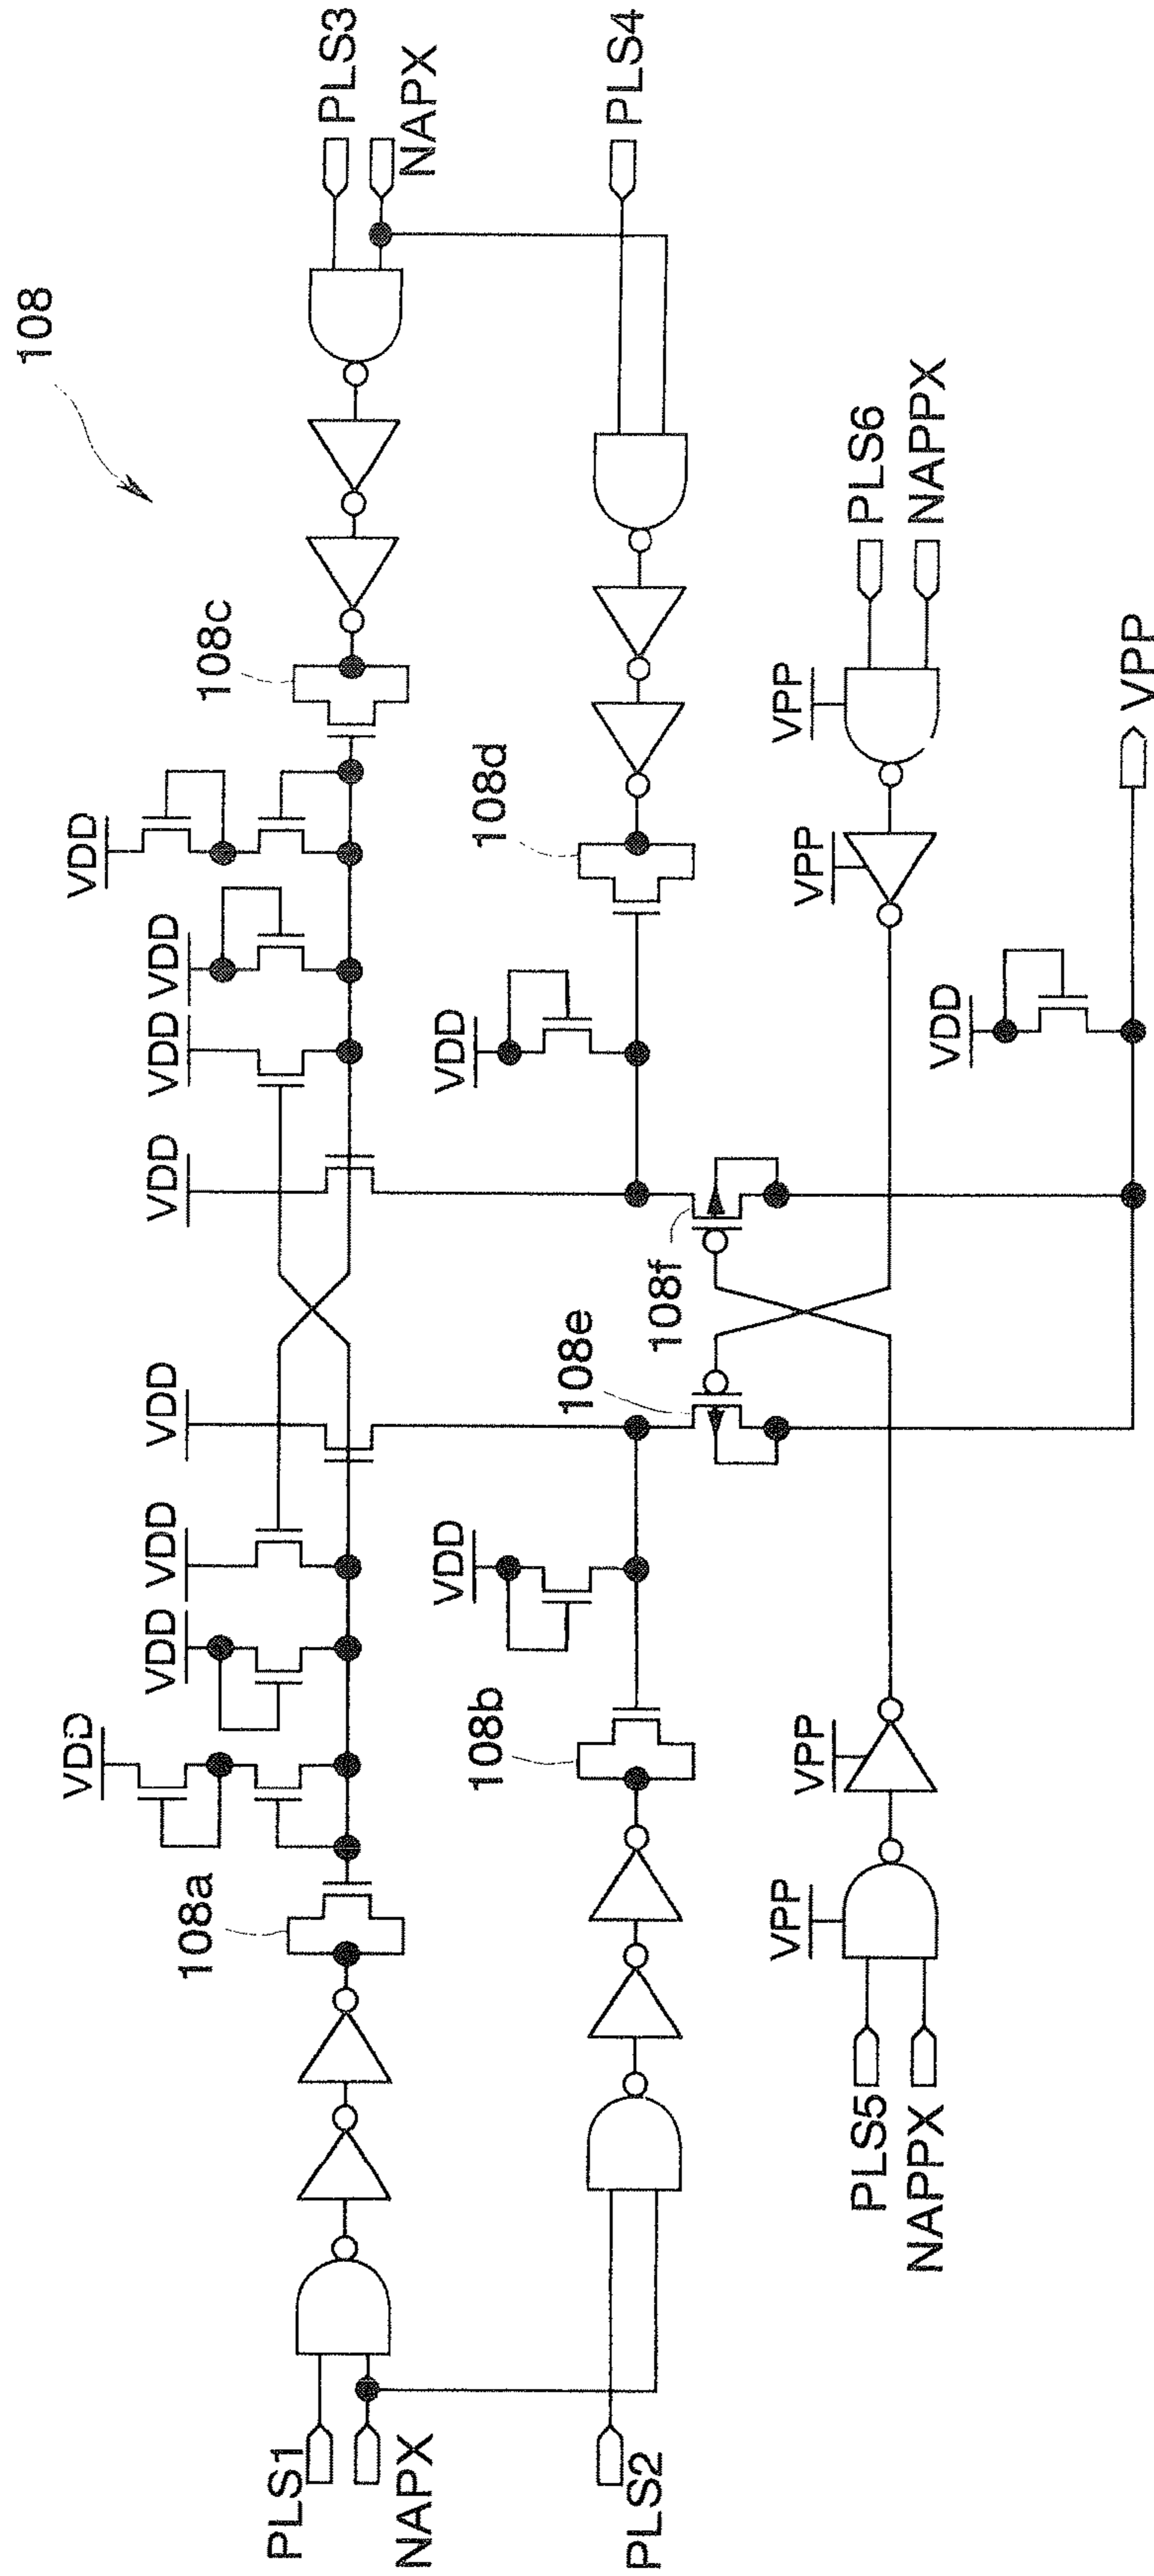 108
VDD
VDD
VDD
VDD
VDD
VDD
VDD
VDD
108a
108c
PLS1
NAPX
PLS3
NAPX
VDD
VDD
108b
108d
PLS2
PLS4
108e
108f
VPP
VPP
VPP
VPP
PLS5
NAPPX
PLS6
NAPPX
VDD
VPP